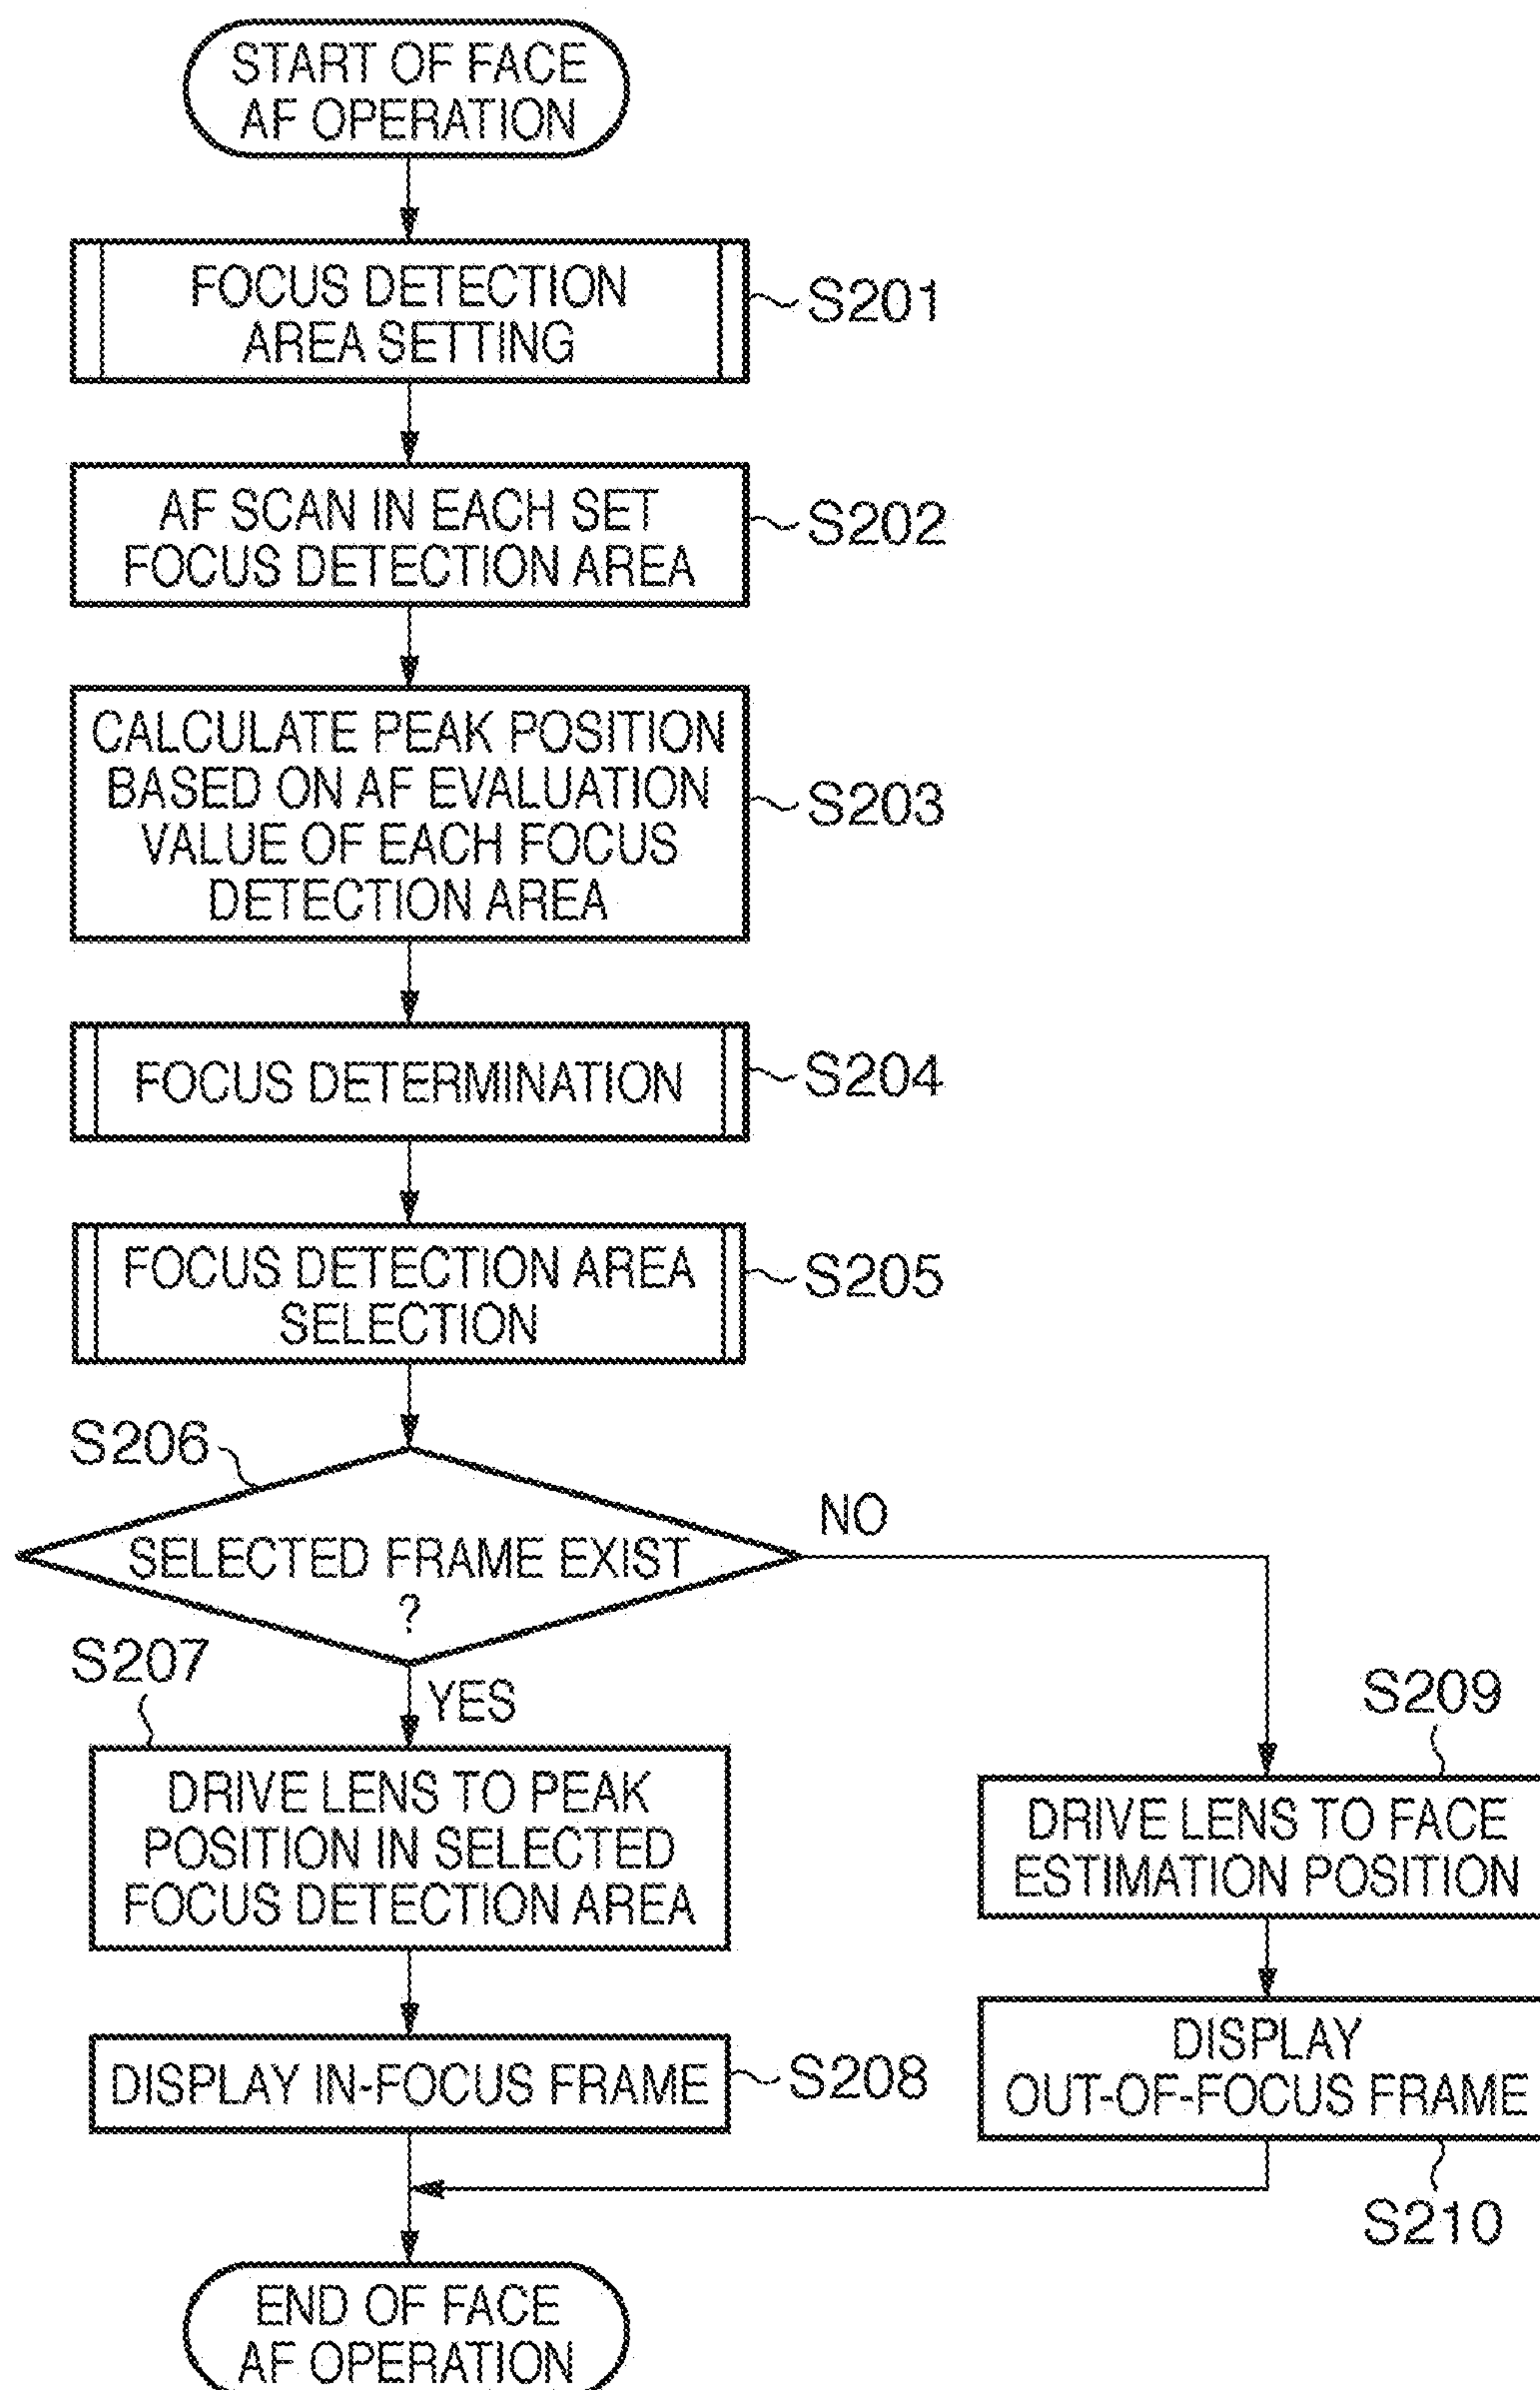 START OF FACE
AF OPERATION
FOCUS DETECTION
AREA SETTING
S201
AF SCAN IN EACH SET
FOCUS DETECTION AREA
S202
CALCULATE PEAK POSITION
BASED ON AF EVALUATION
VALUE OF EACH FOCUS
DETECTION AREA
S203
FOCUS DETERMINATION
S204
FOCUS DETECTION AREA
SELECTION
S205
S206
SELECTED FRAME EXIST
?
NO
YES
S207
DRIVE LENS TO PEAK
POSITION IN SELECTED
FOCUS DETECTION AREA
DISPLAY IN-FOCUS FRAME
S208
S209
DRIVE LENS TO FACE
ESTIMATION POSITION
DISPLAY
OUT-OF-FOCUS FRAME
S210
END OF FACE
AF OPERATION